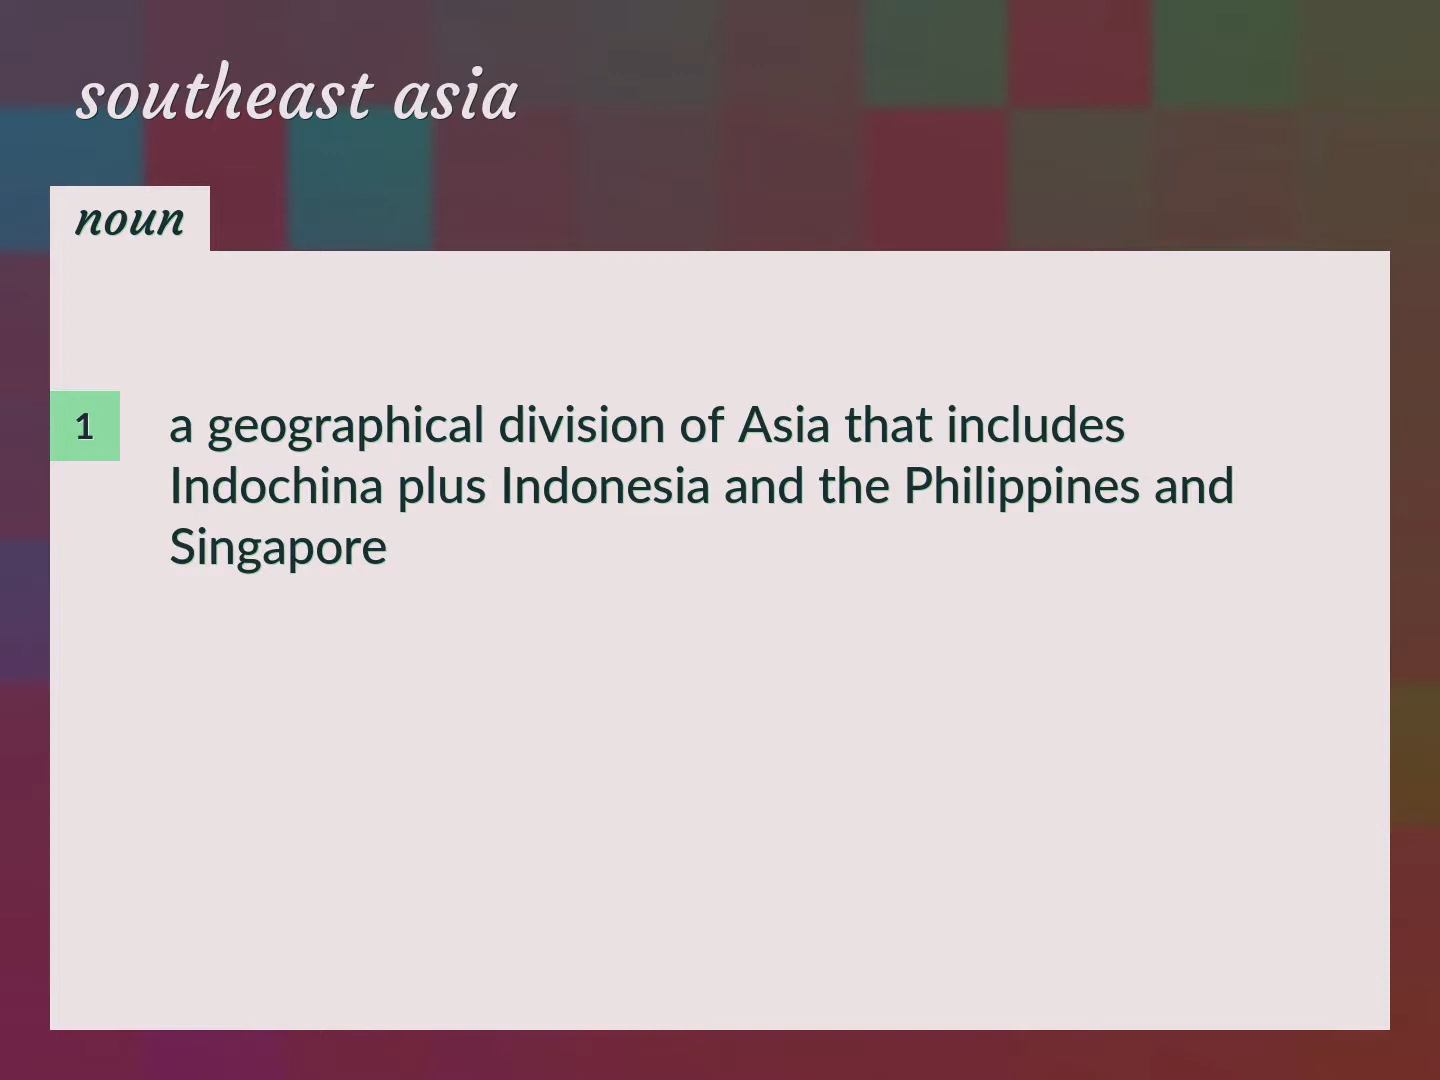 southeast asia
noun
1
a geographical division of Asia that includes
Indochina plus Indonesia and the Philippines and
Singapore